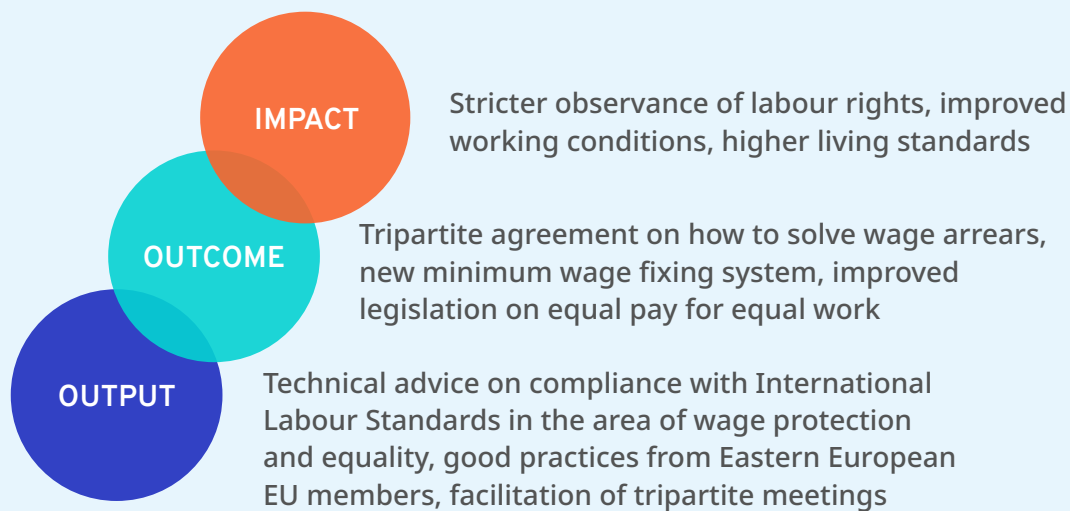 IMPACT
Stricter observance of labour rights, improved
working conditions, higher living standards
OUTCOME
Tripartite agreement on how to solve wage arrears,
new minimum wage fixing system, improved
legislation on equal pay for equal work
OUTPUT
Technical advice on compliance with International
Labour Standards in the area of wage protection
and equality, good practices from Eastern European
EU members, facilitation of tripartite meetings